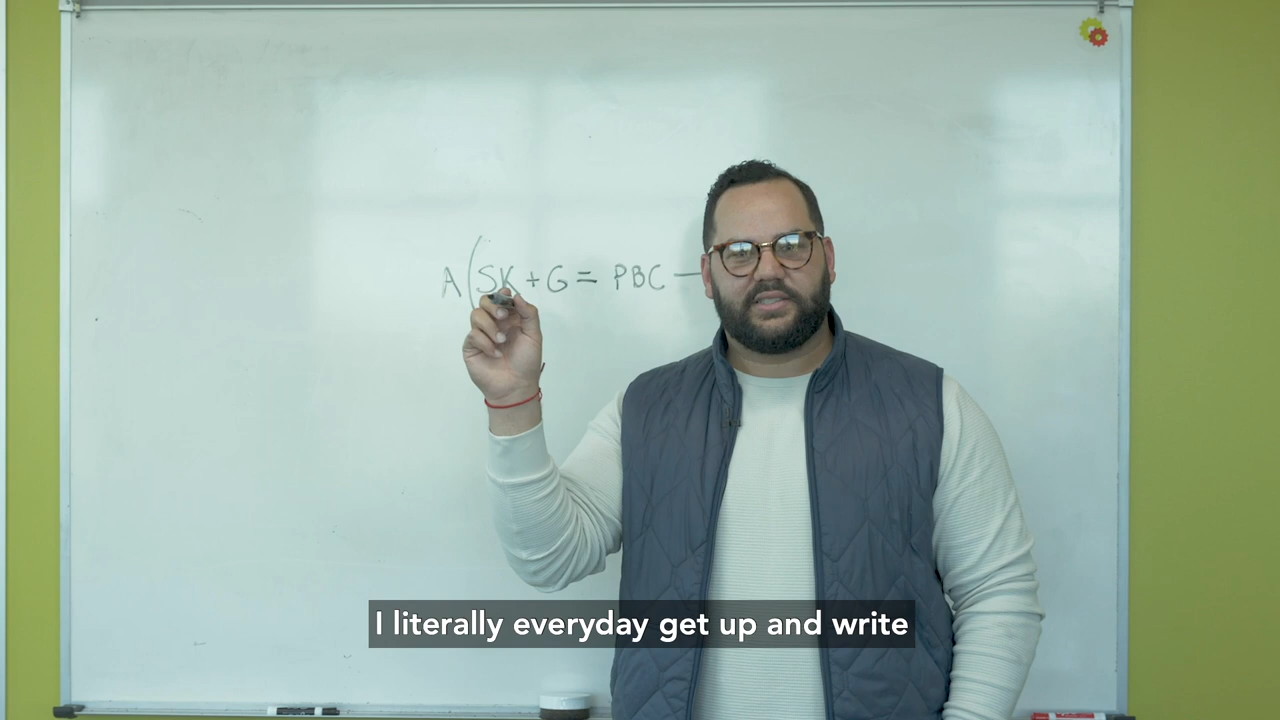 A(SK+G= PBC —
I literally everyday get up and write